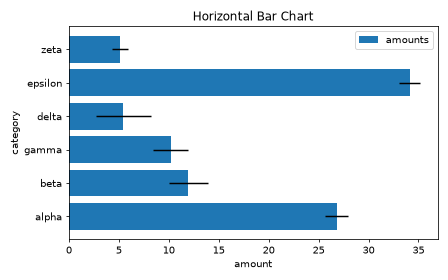 Horizontal Bar Chart
amounts
zeta
epsilon
delta
gamma
beta
alpha
category
0 5 10 15 20 25 30 35
amount